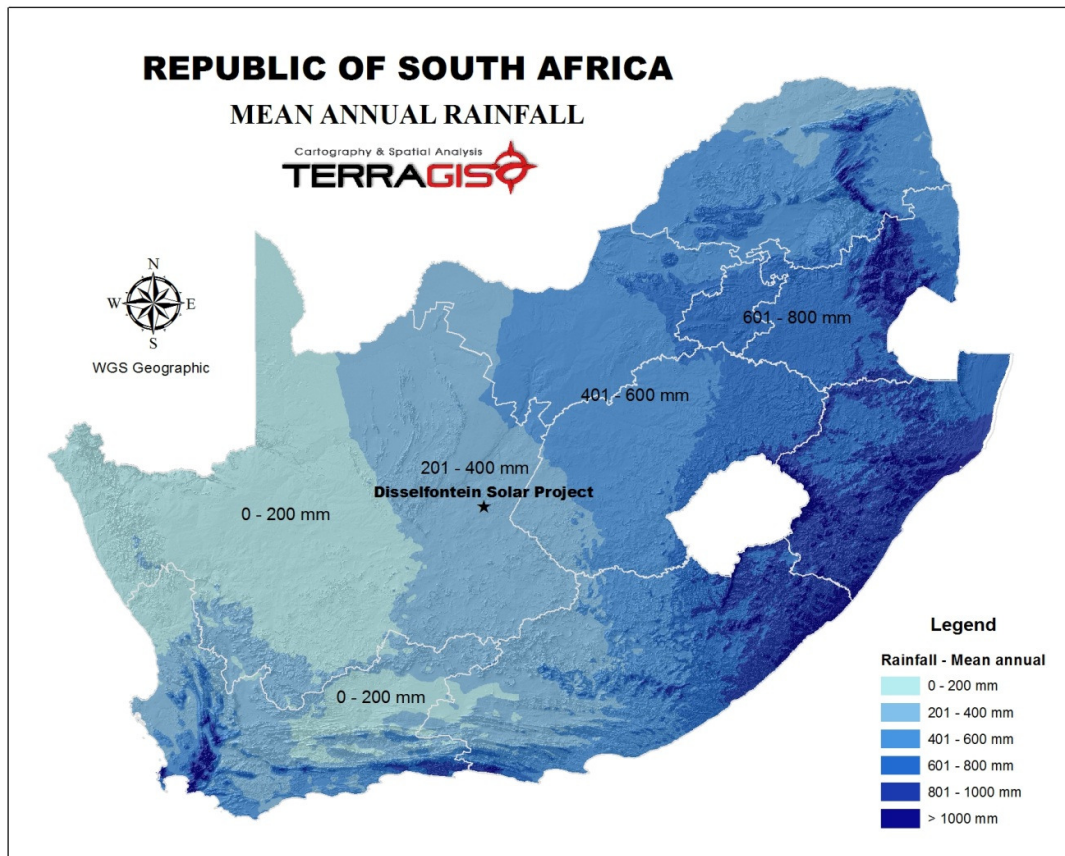 REPUBLIC OF SOUTH AFRICA
MEAN ANNUAL RAINFALL
Cartography & Spatial Analysis
TERRAGIS
N
W E
S
WGS Geographic
601 - 800 mm
401 - 600 mm
201 - 400 mm
Disselfontein Solar Project
0 - 200 mm
0 - 200 mm
Legend
Rainfall - Mean annual
0 - 200 mm
201 - 400 mm
401 - 600 mm
601 - 800 mm
801 - 1000 mm
> 1000 mm